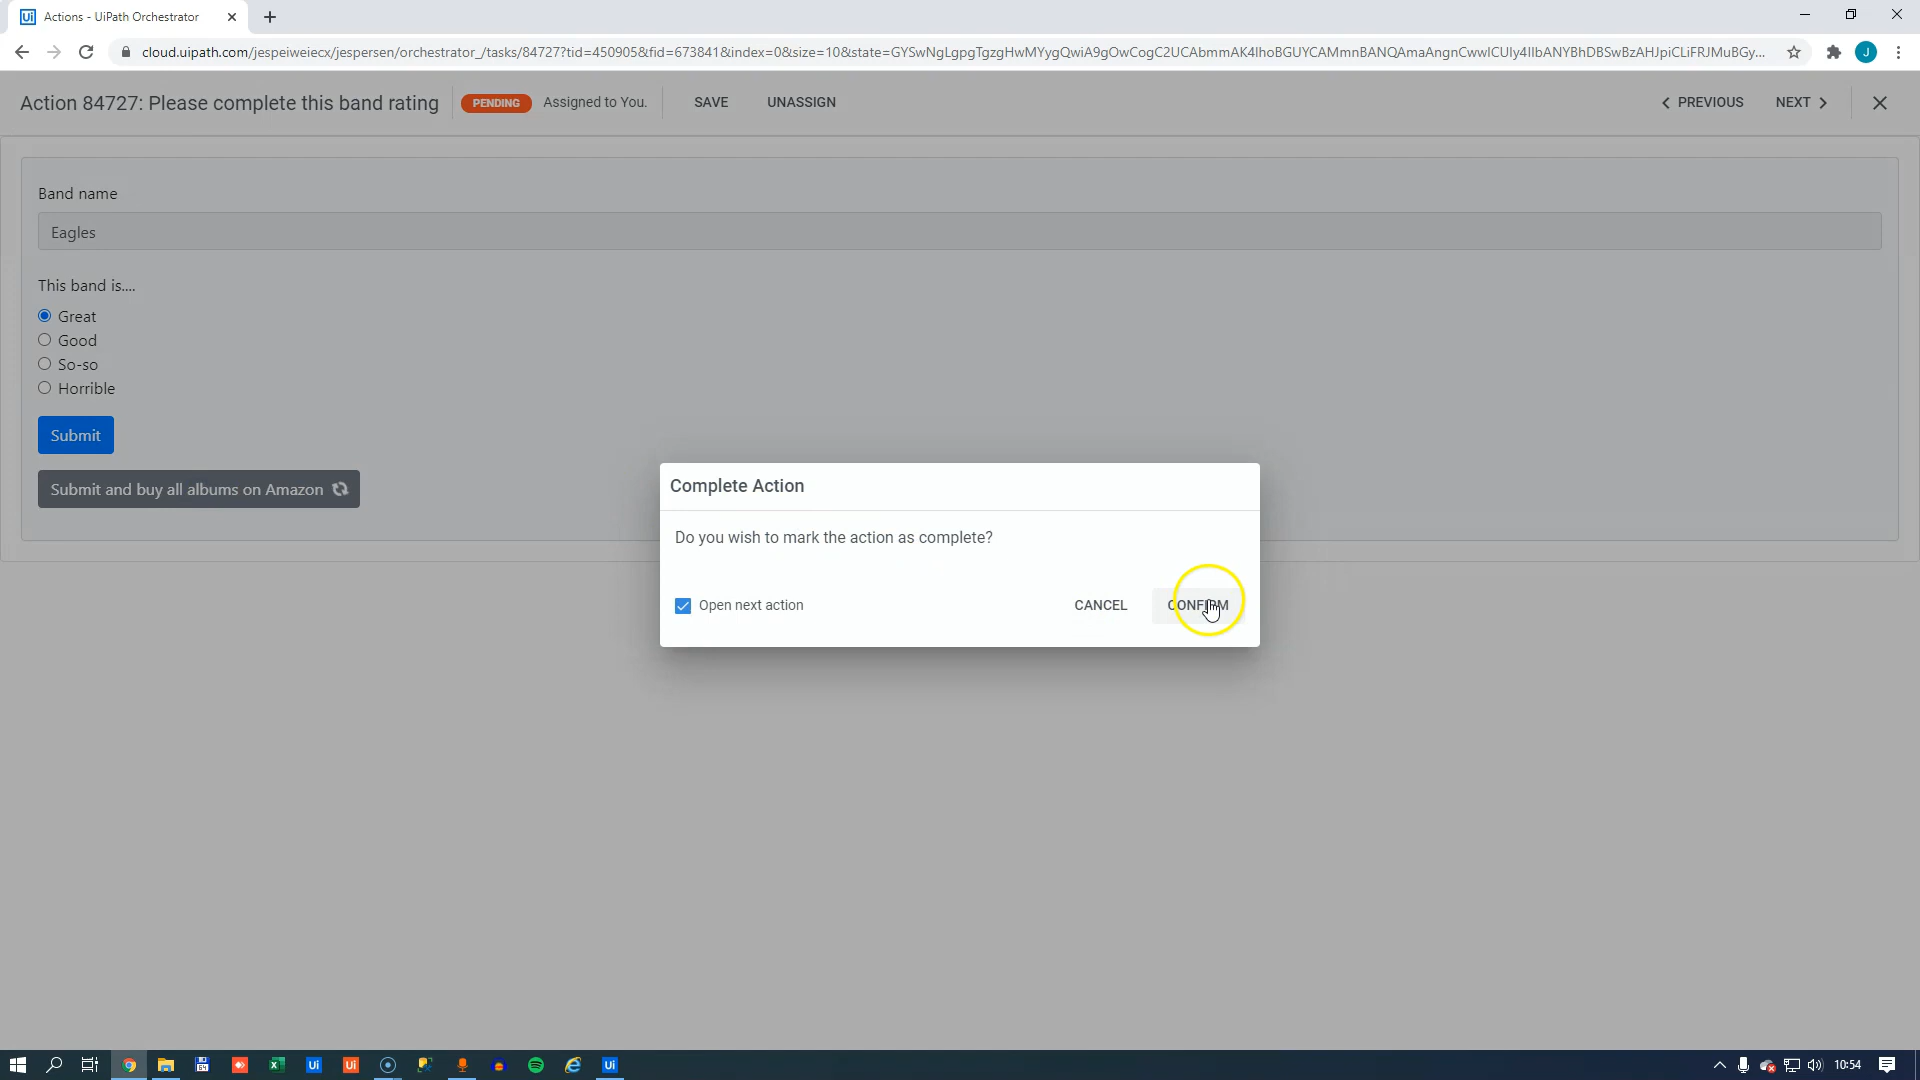 Actions - UiPath Orchestrator
cloud.uipath.com/jespeiweiecx/jespersen/orchestrator_/tasks/84727?tid=450905&fid=673841&index=0&size=10&state=
Action 84727: Please complete this band rating
PENDING
Assigned to You.
SAVE
UNASSIGN
PREVIOUS
NEXT
Band name
Eagles
This band is....
Great
Good
So-so
Horrible
Submit
Submit and buy all albums on Amazon
Complete Action
Do you wish to mark the action as complete?
Open next action
CANCEL
CONFIRM
10:54